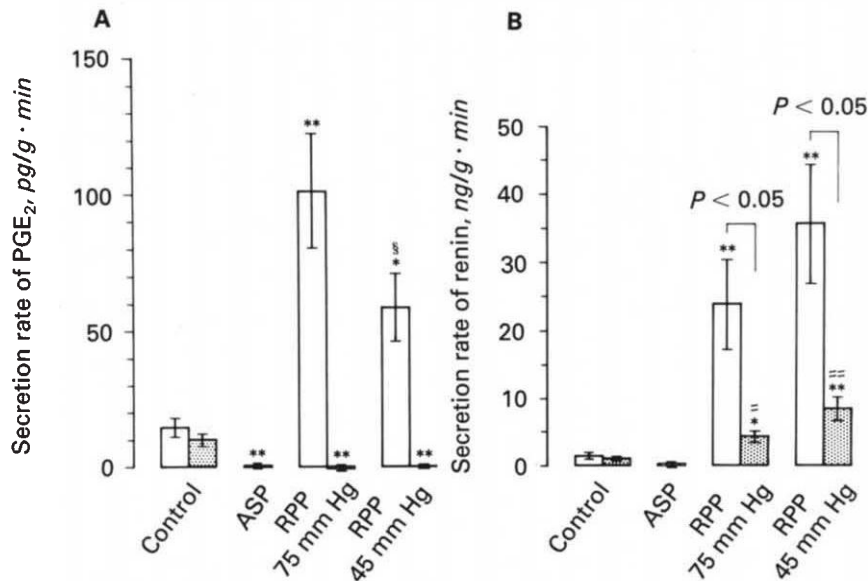 A
Secretion rate of PGE₂, pg/g · min
150
100
50
0
**
**
**
§
*
**
Control
ASP
RPP
75 mm Hg
RPP
45 mm Hg
B
Secretion rate of renin, ng/g · min
50
40
30
20
10
0
P < 0.05
**
=
*
P < 0.05
**
==
**
Control
ASP
RPP
75 mm Hg
RPP
45 mm Hg